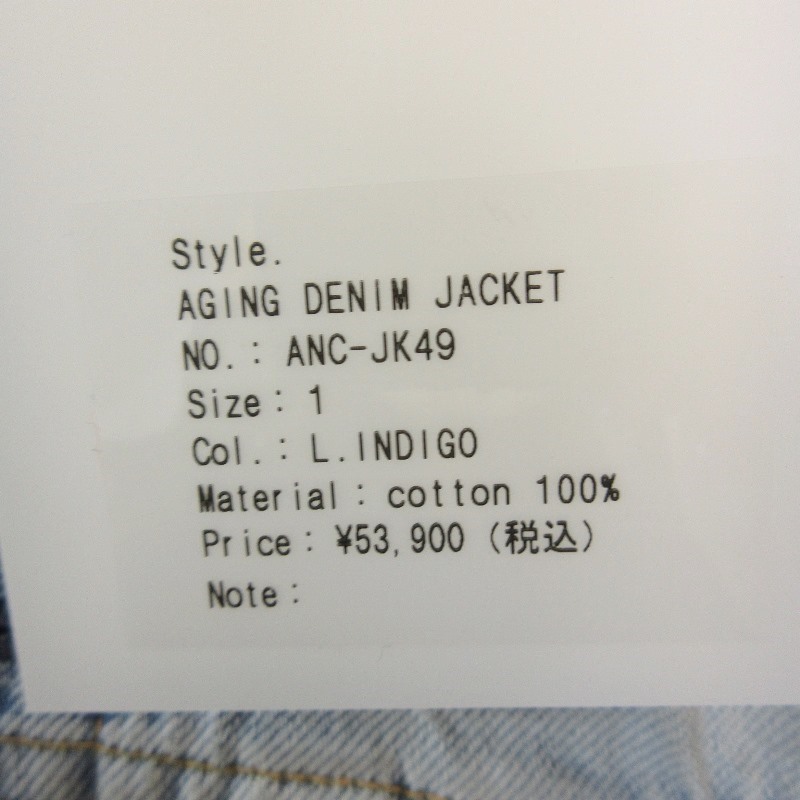 Style.
AGING DENIM JACKET
NO.: ANC-JK49
Size: 1
Col.: L.INDIGO
Material: cotton 100%
Price: ¥53,900 (税込)
Note: